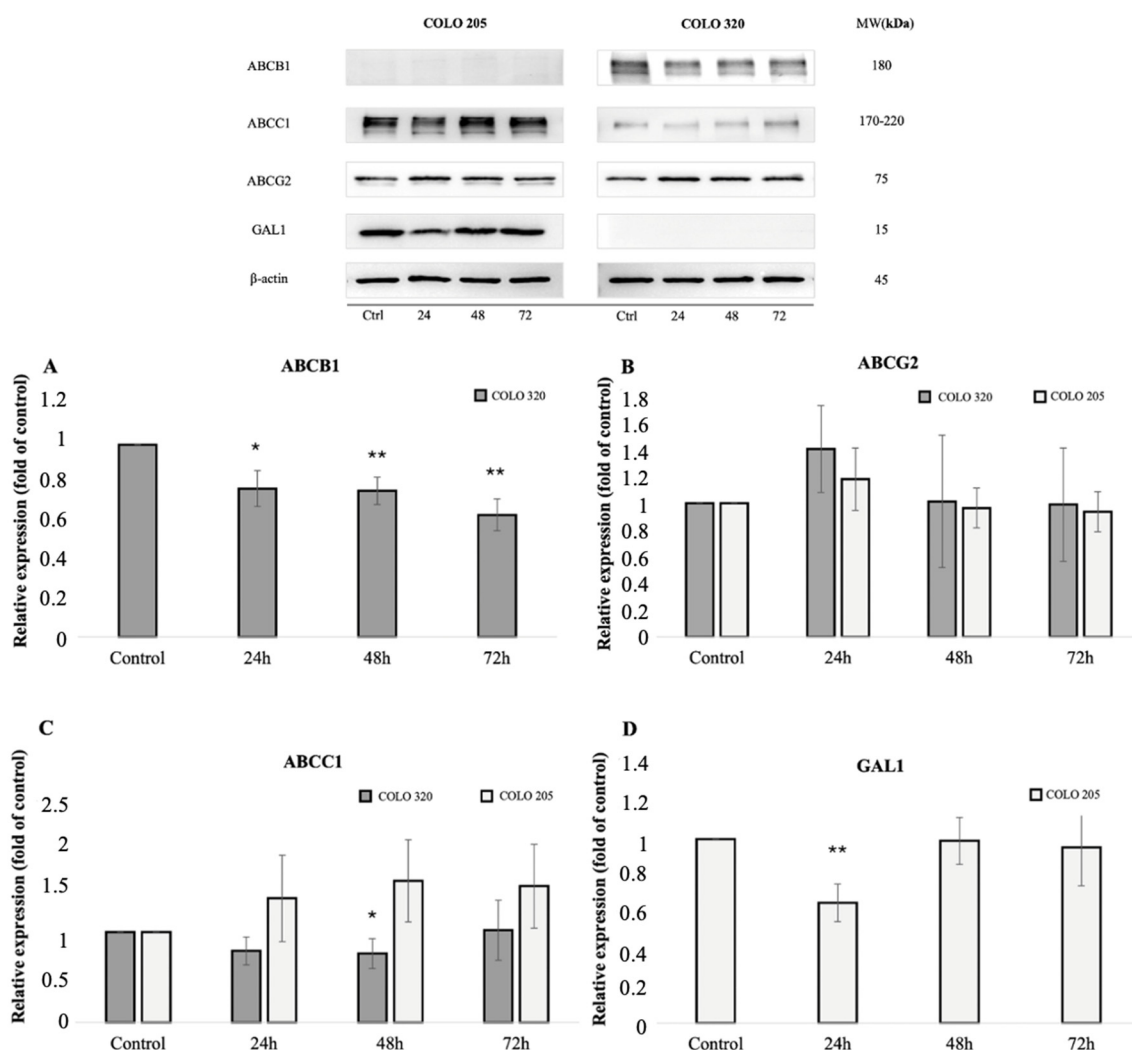 COLO 205 COLO 320 MW(kDa)
ABCB1 180
ABCC1 170-220
ABCG2 75
GAL1 15
β-actin 45
Ctrl 24 48 72 Ctrl 24 48 72
A
ABCB1
COLO 320
Relative expression (fold of control)
1.2
1
0.8
0.6
0.4
0.2
0
*
**
**
Control 24h 48h 72h
B
ABCG2
COLO 320 COLO 205
Relative expression (fold of control)
1.8
1.6
1.4
1.2
1
0.8
0.6
0.4
0.2
0
Control 24h 48h 72h
C
ABCC1
COLO 320 COLO 205
Relative expression (fold of control)
2.5
2
1.5
1
0.5
0
*
Control 24h 48h 72h
D
GAL1
COLO 205
Relative expression (fold of control)
1.4
1.2
1
0.8
0.6
0.4
0.2
0
**
Control 24h 48h 72h